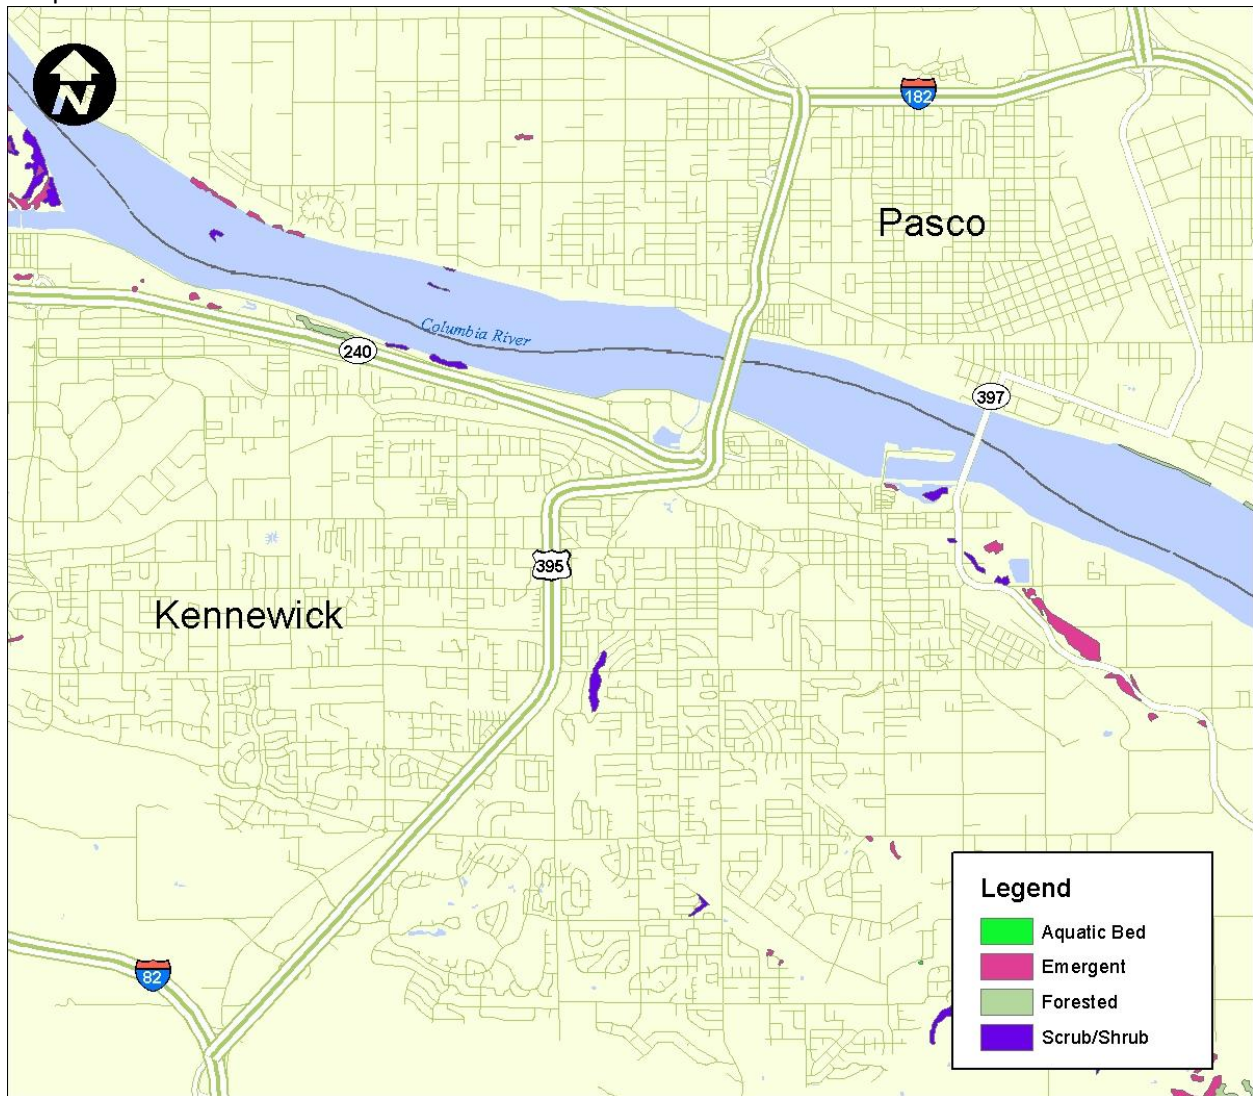 N
182
Pasco
Columbia River
240
397
395
Kennewick
82
Legend
Aquatic Bed
Emergent
Forested
Scrub/Shrub